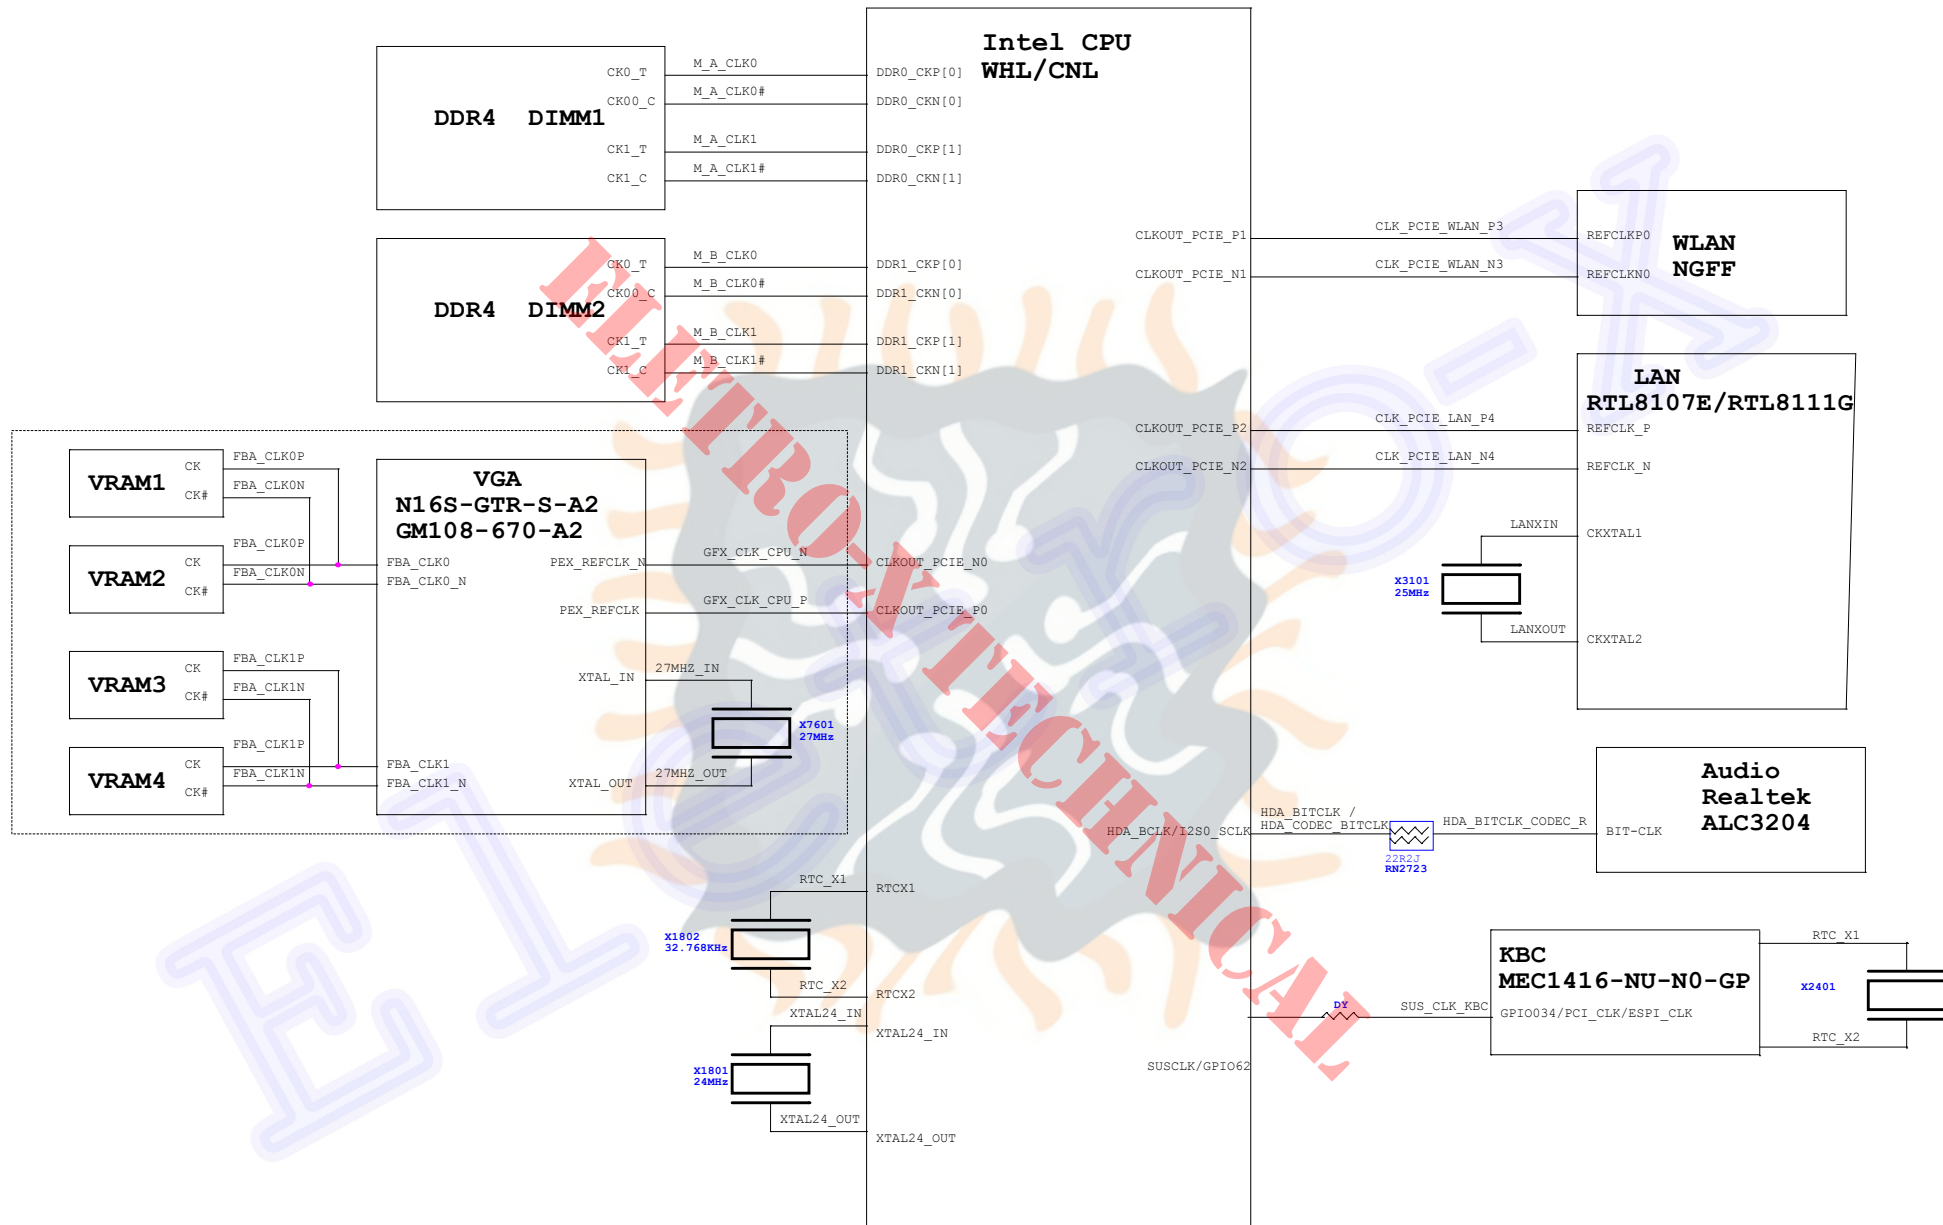 Intel CPU
WHL/CNL
DDR4 DIMM1
CK0_T
CK00_C
CK1_T
CK1_C
M_A_CLK0
M_A_CLK0#
M_A_CLK1
M_A_CLK1#
DDR0_CKP[0]
DDR0_CKN[0]
DDR0_CKP[1]
DDR0_CKN[1]
DDR4 DIMM2
CK0_T
CK00_C
CK1_T
CK1_C
M_B_CLK0
M_B_CLK0#
M_B_CLK1
M_B_CLK1#
DDR1_CKP[0]
DDR1_CKN[0]
DDR1_CKP[1]
DDR1_CKN[1]
VRAM1
CK
CK#
FBA_CLK0P
FBA_CLK0N
VRAM2
CK
CK#
FBA_CLK0P
FBA_CLK0N
VRAM3
CK
CK#
FBA_CLK1P
FBA_CLK1N
VRAM4
CK
CK#
FBA_CLK1P
FBA_CLK1N
VGA
N16S-GTR-S-A2
GM108-670-A2
FBA_CLK0
FBA_CLK0_N
FBA_CLK1
FBA_CLK1_N
PEX_REFCLK_N
PEX_REFCLK
XTAL_IN
XTAL_OUT
GFX_CLK_CPU_N
GFX_CLK_CPU_P
CLKOUT_PCIE_N0
CLKOUT_PCIE_P0
27MHZ_IN
X7601
27MHz
27MHZ_OUT
RTC_X1
RTCX1
X1802
32.768KHz
RTC_X2
RTCX2
XTAL24_IN
XTAL24_IN
X1801
24MHz
XTAL24_OUT
XTAL24_OUT
CLKOUT_PCIE_P1
CLKOUT_PCIE_N1
CLK_PCIE_WLAN_P3
CLK_PCIE_WLAN_N3
REFCLKP0
REFCLKN0
WLAN
NGFF
CLKOUT_PCIE_P2
CLKOUT_PCIE_N2
CLK_PCIE_LAN_P4
CLK_PCIE_LAN_N4
LAN
RTL8107E/RTL8111G
REFCLK_P
REFCLK_N
CKXTAL1
CKXTAL2
LANXIN
X3101
25MHz
LANXOUT
HDA_BCLK/I2S0_SCLK
HDA_BITCLK /
HDA_CODEC_BITCLK
22R2J
RN2723
HDA_BITCLK_CODEC_R
BIT-CLK
Audio
Realtek
ALC3204
SUSCLK/GPIO62
DY
SUS_CLK_KBC
KBC
MEC1416-NU-N0-GP
GPIO034/PCI_CLK/ESPI_CLK
RTC_X1
X2401
RTC_X2
ELETRO-X TECHNICAL
Eletro-X